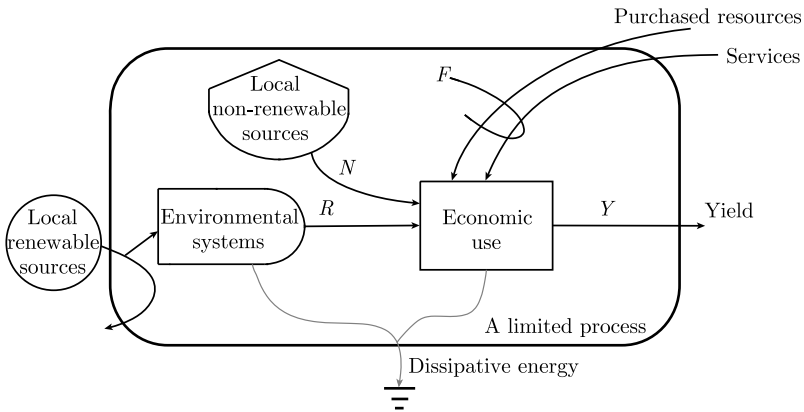 Purchased resources
Services
F
Local
non-renewable
sources
N
Local
renewable
sources
Environmental
systems
R
Economic
use
Y
Yield
A limited process
Dissipative energy